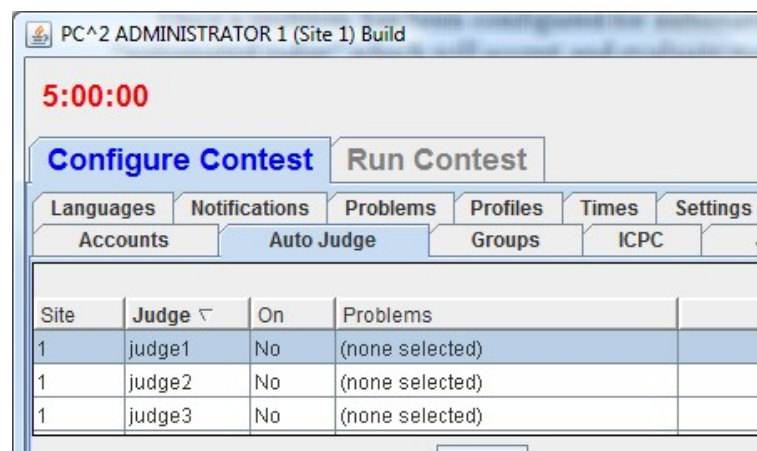 PC^2 ADMINISTRATOR 1 (Site 1) Build
5:00:00
Configure Contest Run Contest
Languages Notifications Problems Profiles Times Settings
Accounts Auto Judge Groups ICPC
Site Judge On Problems
1 judge1 No (none selected)
1 judge2 No (none selected)
1 judge3 No (none selected)